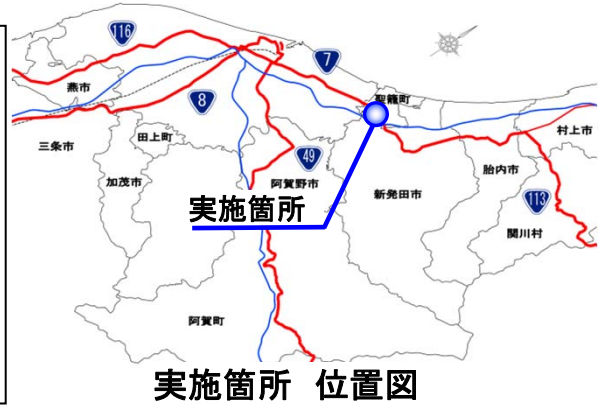 116
7
8
燕市
聖籠町
三条市
田上町
村上市
49
加茂市
阿賀野市
胎内市
新発田市
113
実施箇所
関川村
阿賀町
実施箇所 位置図